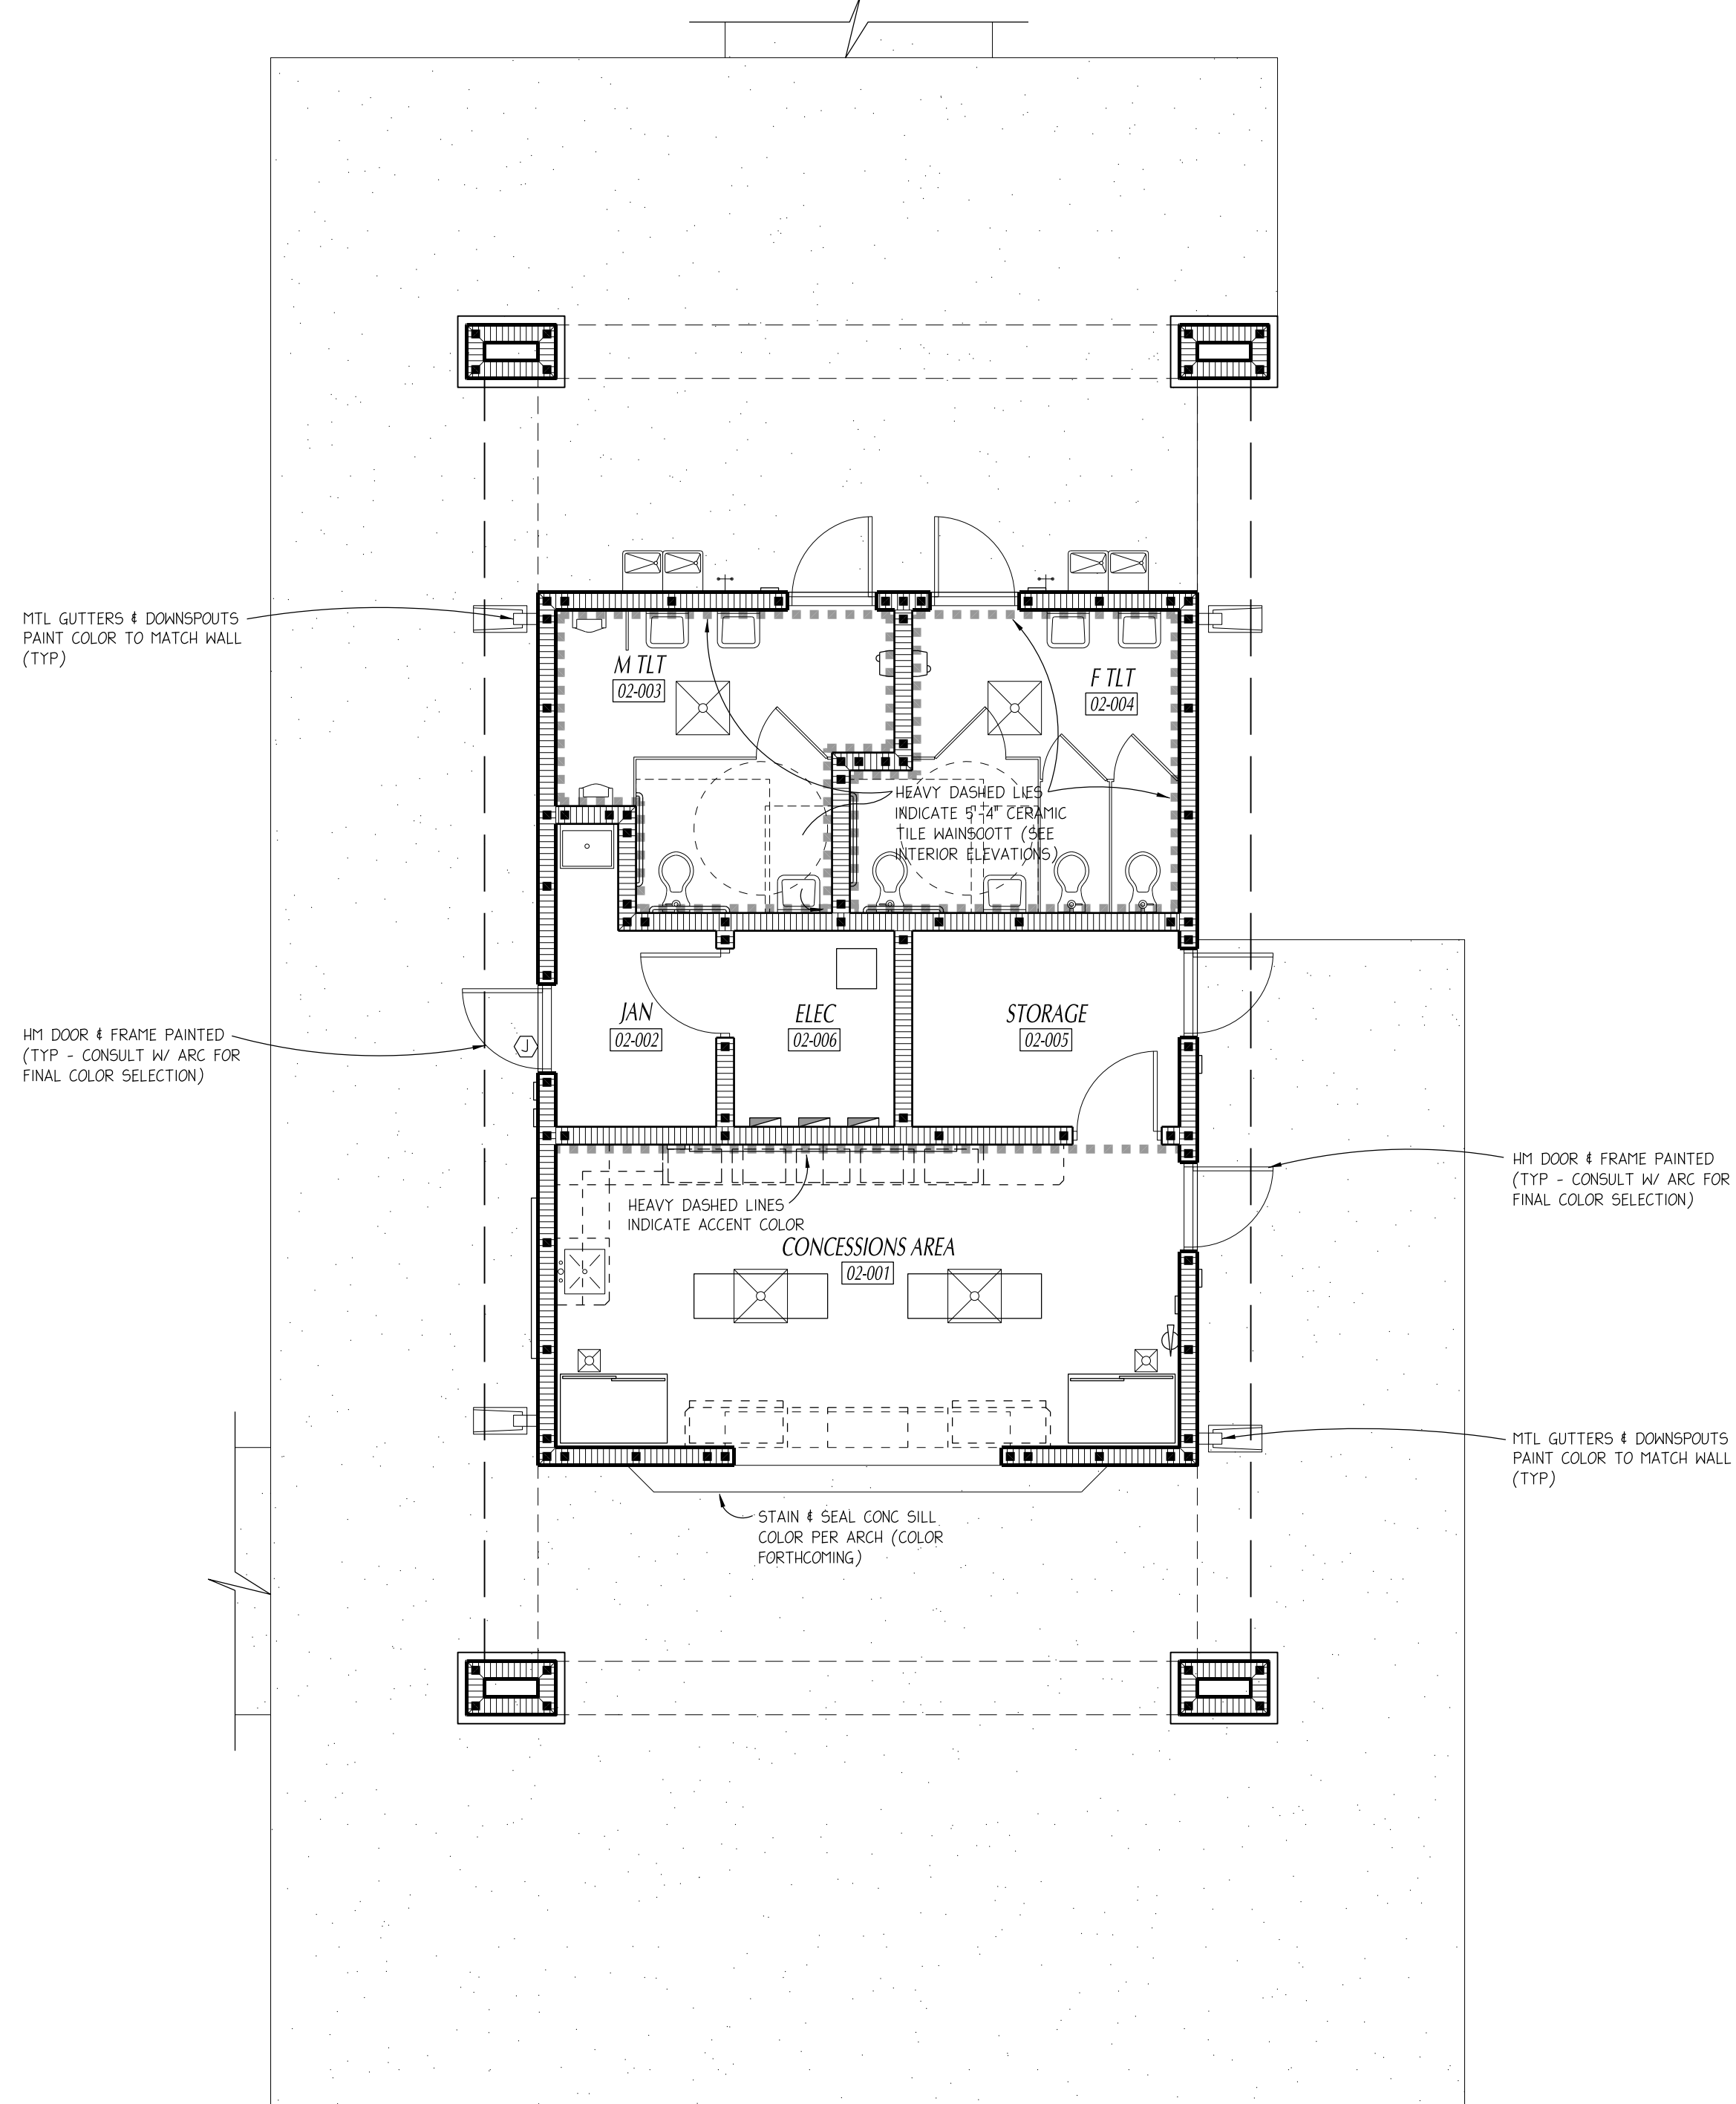 MTL GUTTERS & DOWNSPOUTS
PAINT COLOR TO MATCH WALL
(TYP)
M TLT
02-003
F TLT
02-004
HEAVY DASHED LIES
INDICATE 5'-4" CERAMIC
TILE WAINSCOTT (SEE
INTERIOR ELEVATIONS)
HM DOOR & FRAME PAINTED
(TYP - CONSULT W/ ARC FOR
FINAL COLOR SELECTION)
J
JAN
02-002
ELEC
02-006
STORAGE
02-005
HM DOOR & FRAME PAINTED
(TYP - CONSULT W/ ARC FOR
FINAL COLOR SELECTION)
HEAVY DASHED LINES
INDICATE ACCENT COLOR
CONCESSIONS AREA
02-001
MTL GUTTERS & DOWNSPOUTS
PAINT COLOR TO MATCH WALL
(TYP)
STAIN & SEAL CONC SILL
COLOR PER ARCH (COLOR
FORTHCOMING)